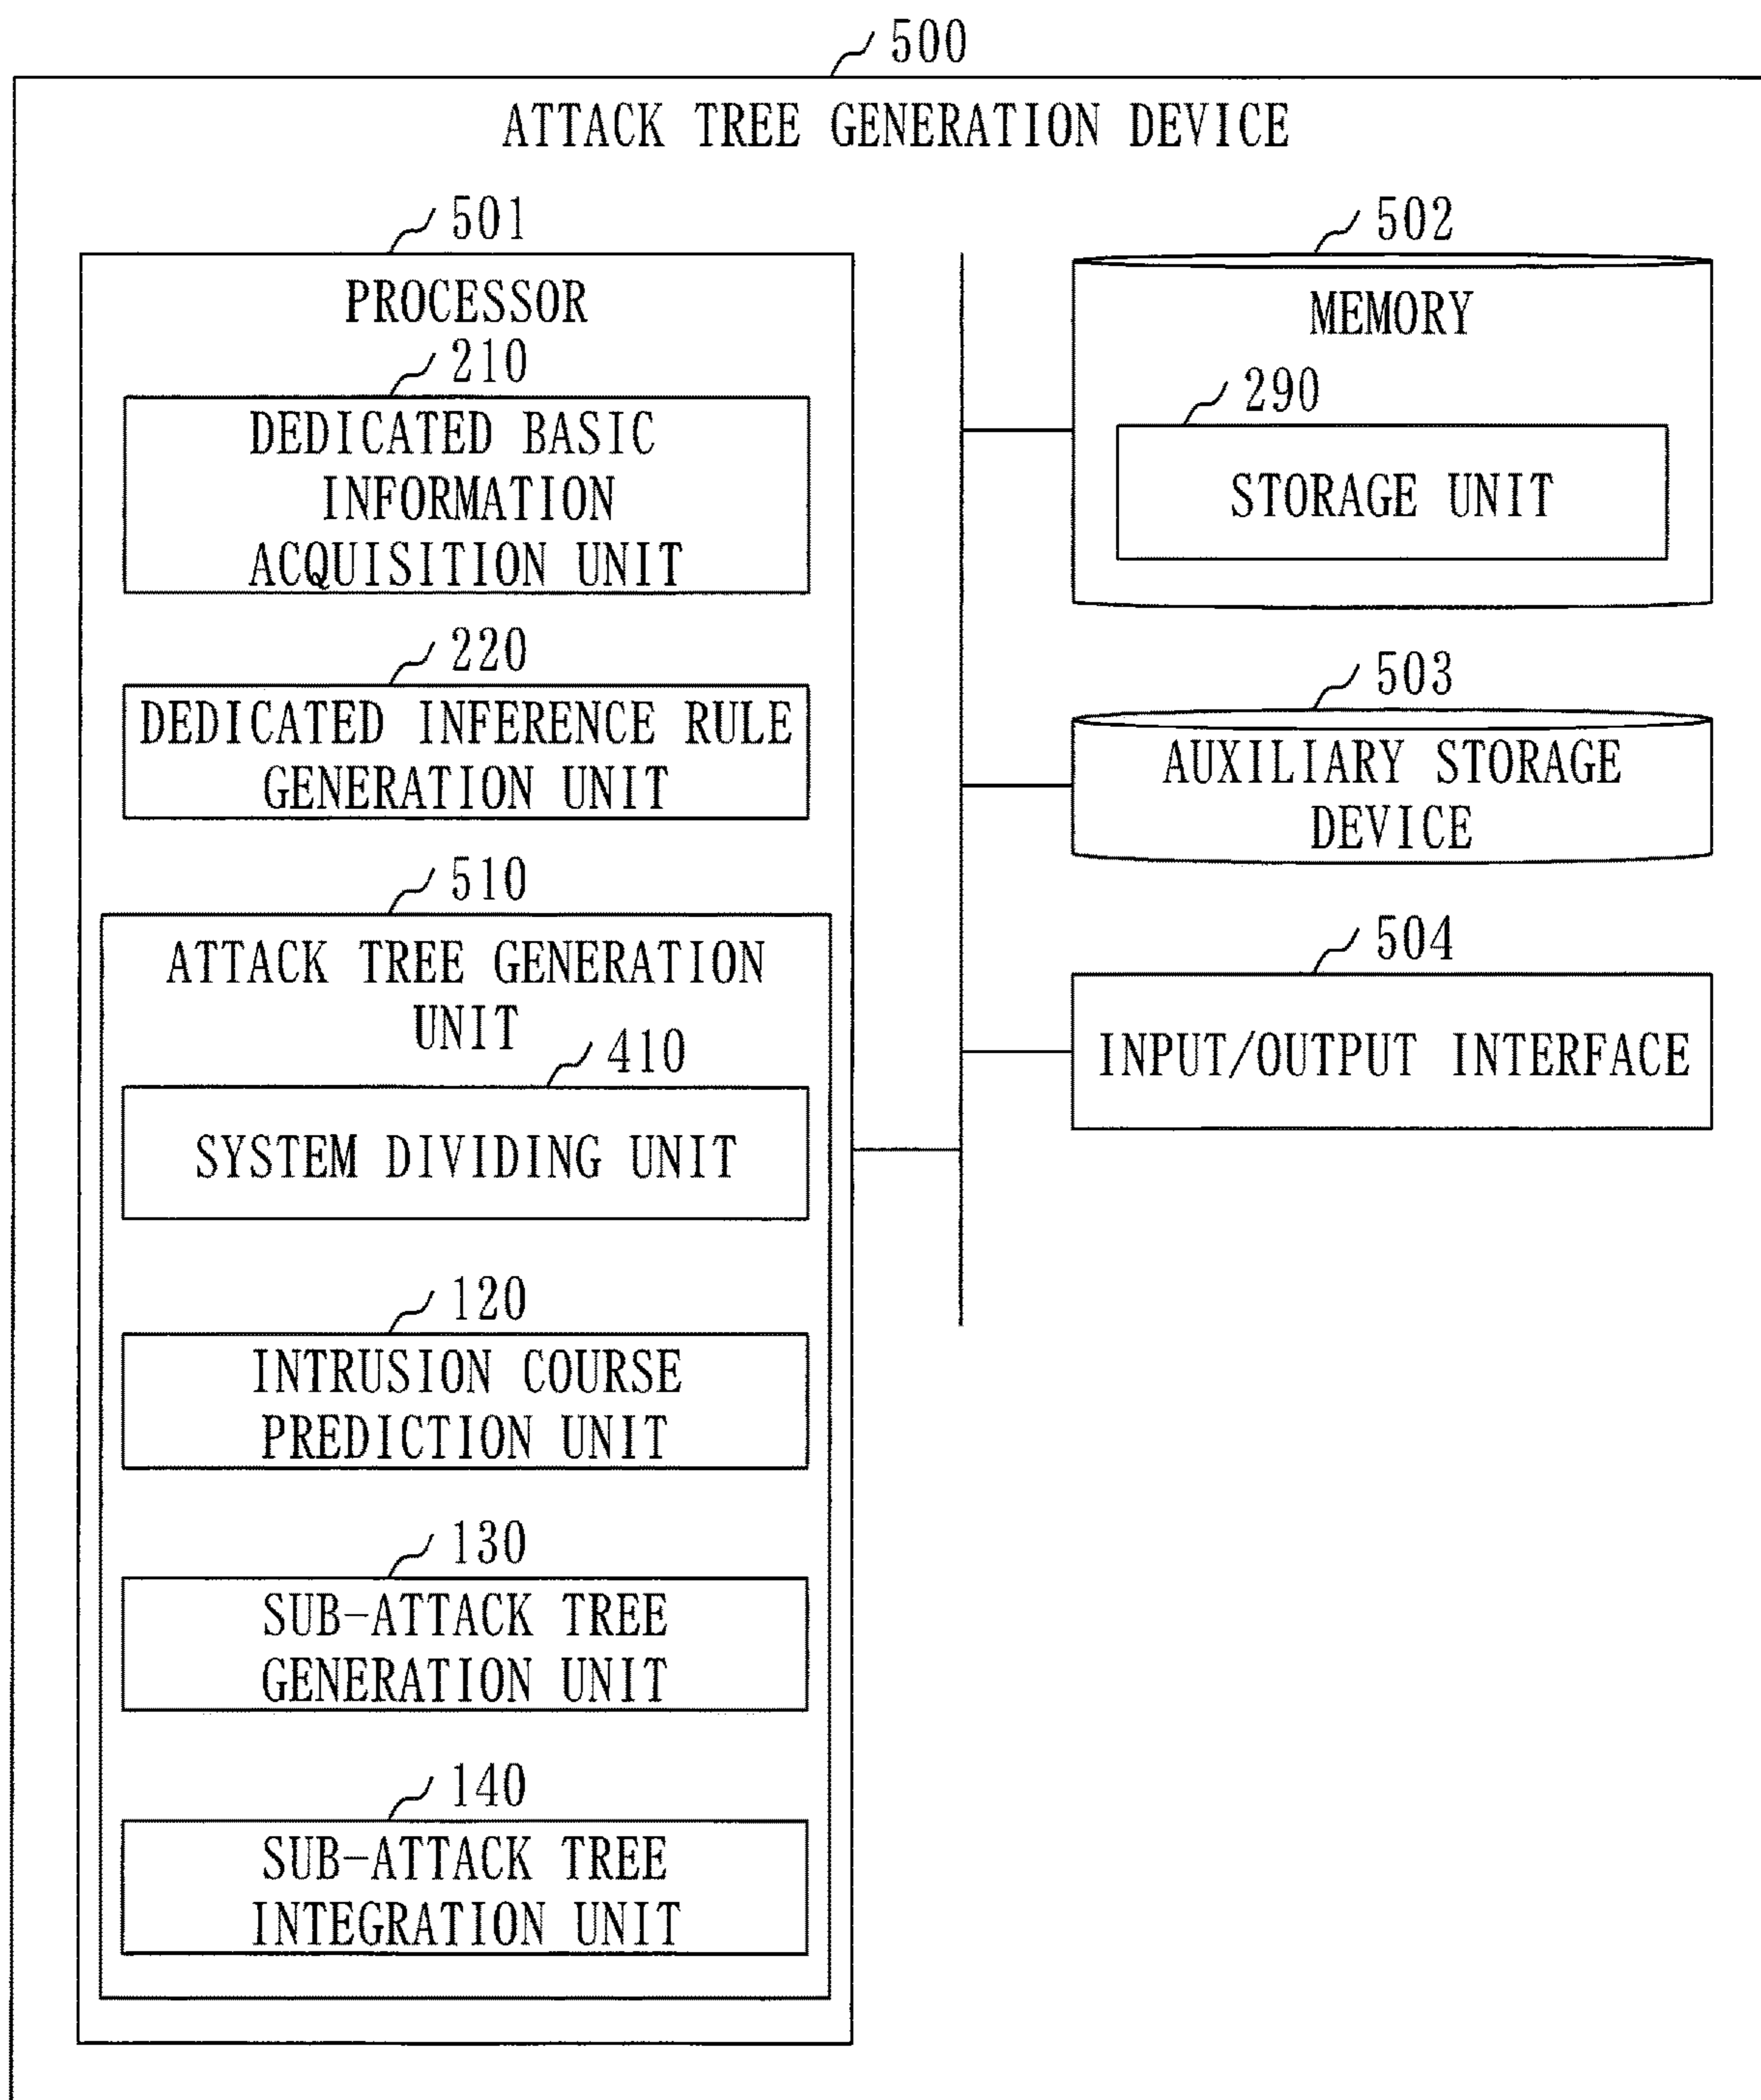 500
ATTACK TREE GENERATION DEVICE
501
PROCESSOR
210
DEDICATED BASIC
INFORMATION
ACQUISITION UNIT
220
DEDICATED INFERENCE RULE
GENERATION UNIT
510
ATTACK TREE GENERATION
UNIT
410
SYSTEM DIVIDING UNIT
120
INTRUSION COURSE
PREDICTION UNIT
130
SUB-ATTACK TREE
GENERATION UNIT
140
SUB-ATTACK TREE
INTEGRATION UNIT
502
MEMORY
290
STORAGE UNIT
503
AUXILIARY STORAGE
DEVICE
504
INPUT/OUTPUT INTERFACE